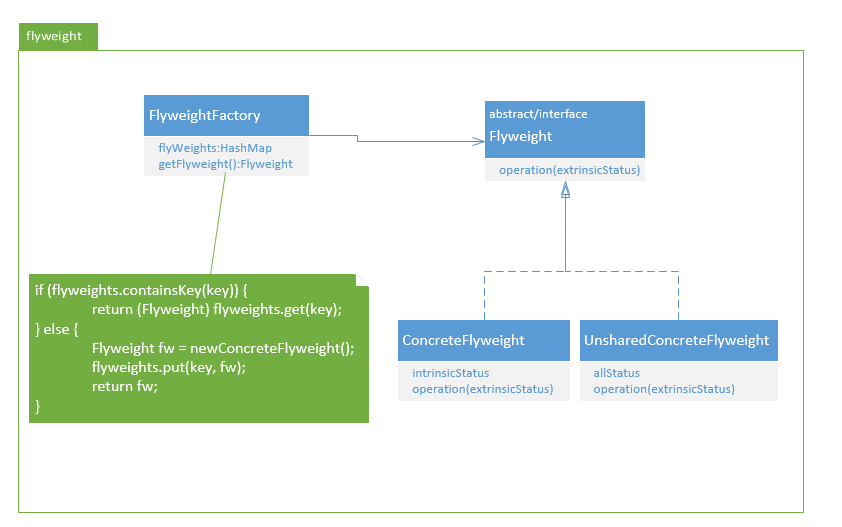 flyweight
FlyweightFactory
flyWeights:HashMap
getFlyweight():Flyweight
abstract/interface
Flyweight
operation(extrinsicStatus)
if (flyweights.containsKey(key)) {
return (Flyweight) flyweights.get(key);
} else {
Flyweight fw = newConcreteFlyweight();
flyweights.put(key, fw);
return fw;
}
ConcreteFlyweight
intrinsicStatus
operation(extrinsicStatus)
UnsharedConcreteFlyweight
allStatus
operation(extrinsicStatus)